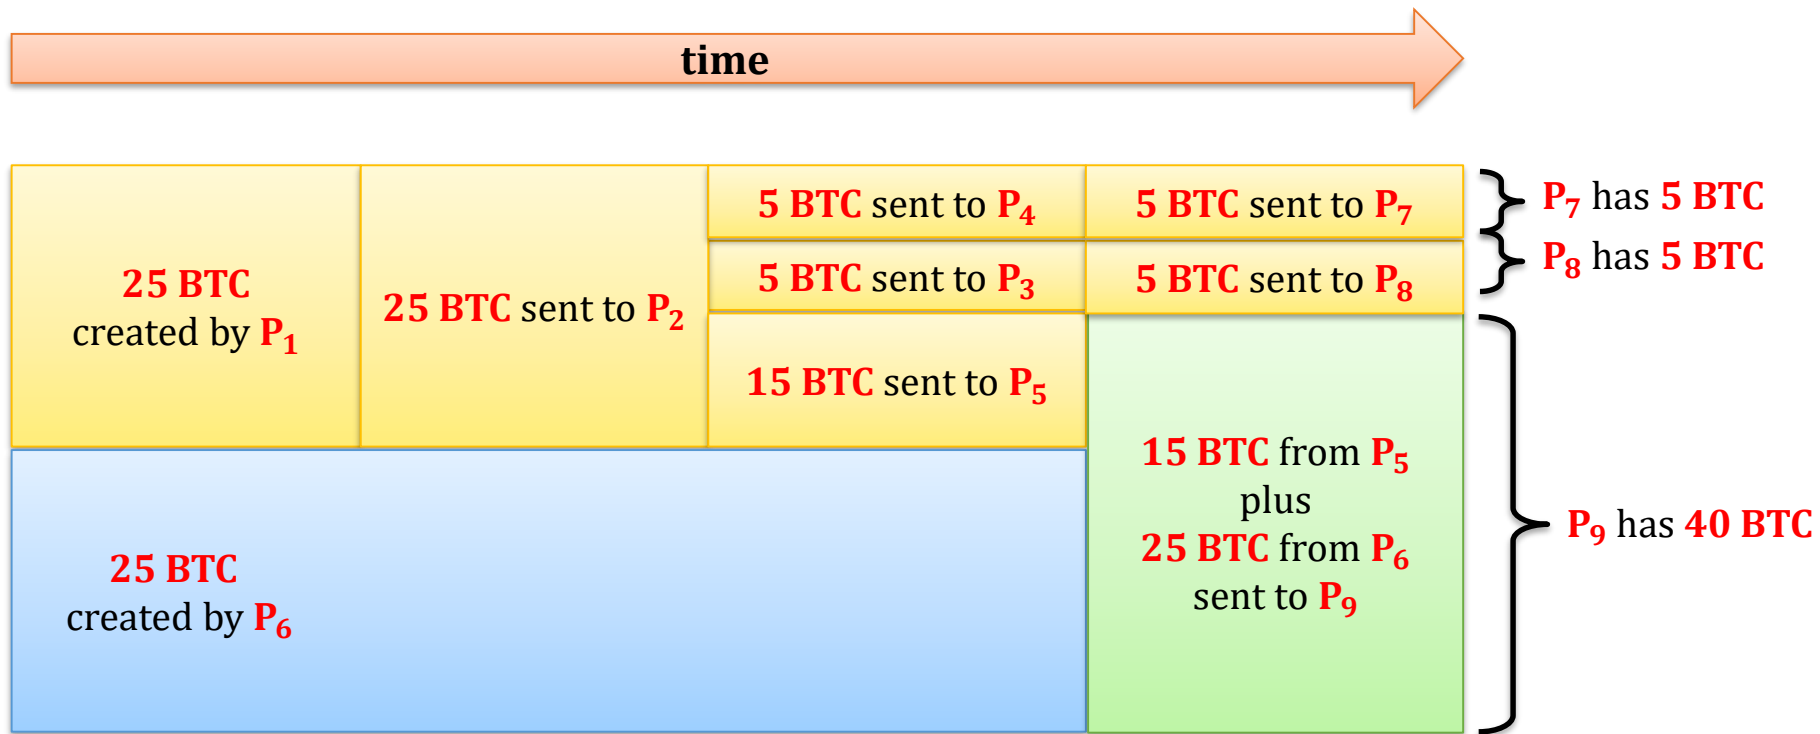 time
25 BTC
created by P₁
25 BTC sent to P₂
5 BTC sent to P₄
5 BTC sent to P₃
15 BTC sent to P₅
5 BTC sent to P₇
5 BTC sent to P₈
P₇ has 5 BTC
P₈ has 5 BTC
25 BTC
created by P₆
15 BTC from P₅
plus
25 BTC from P₆
sent to P₉
P₉ has 40 BTC